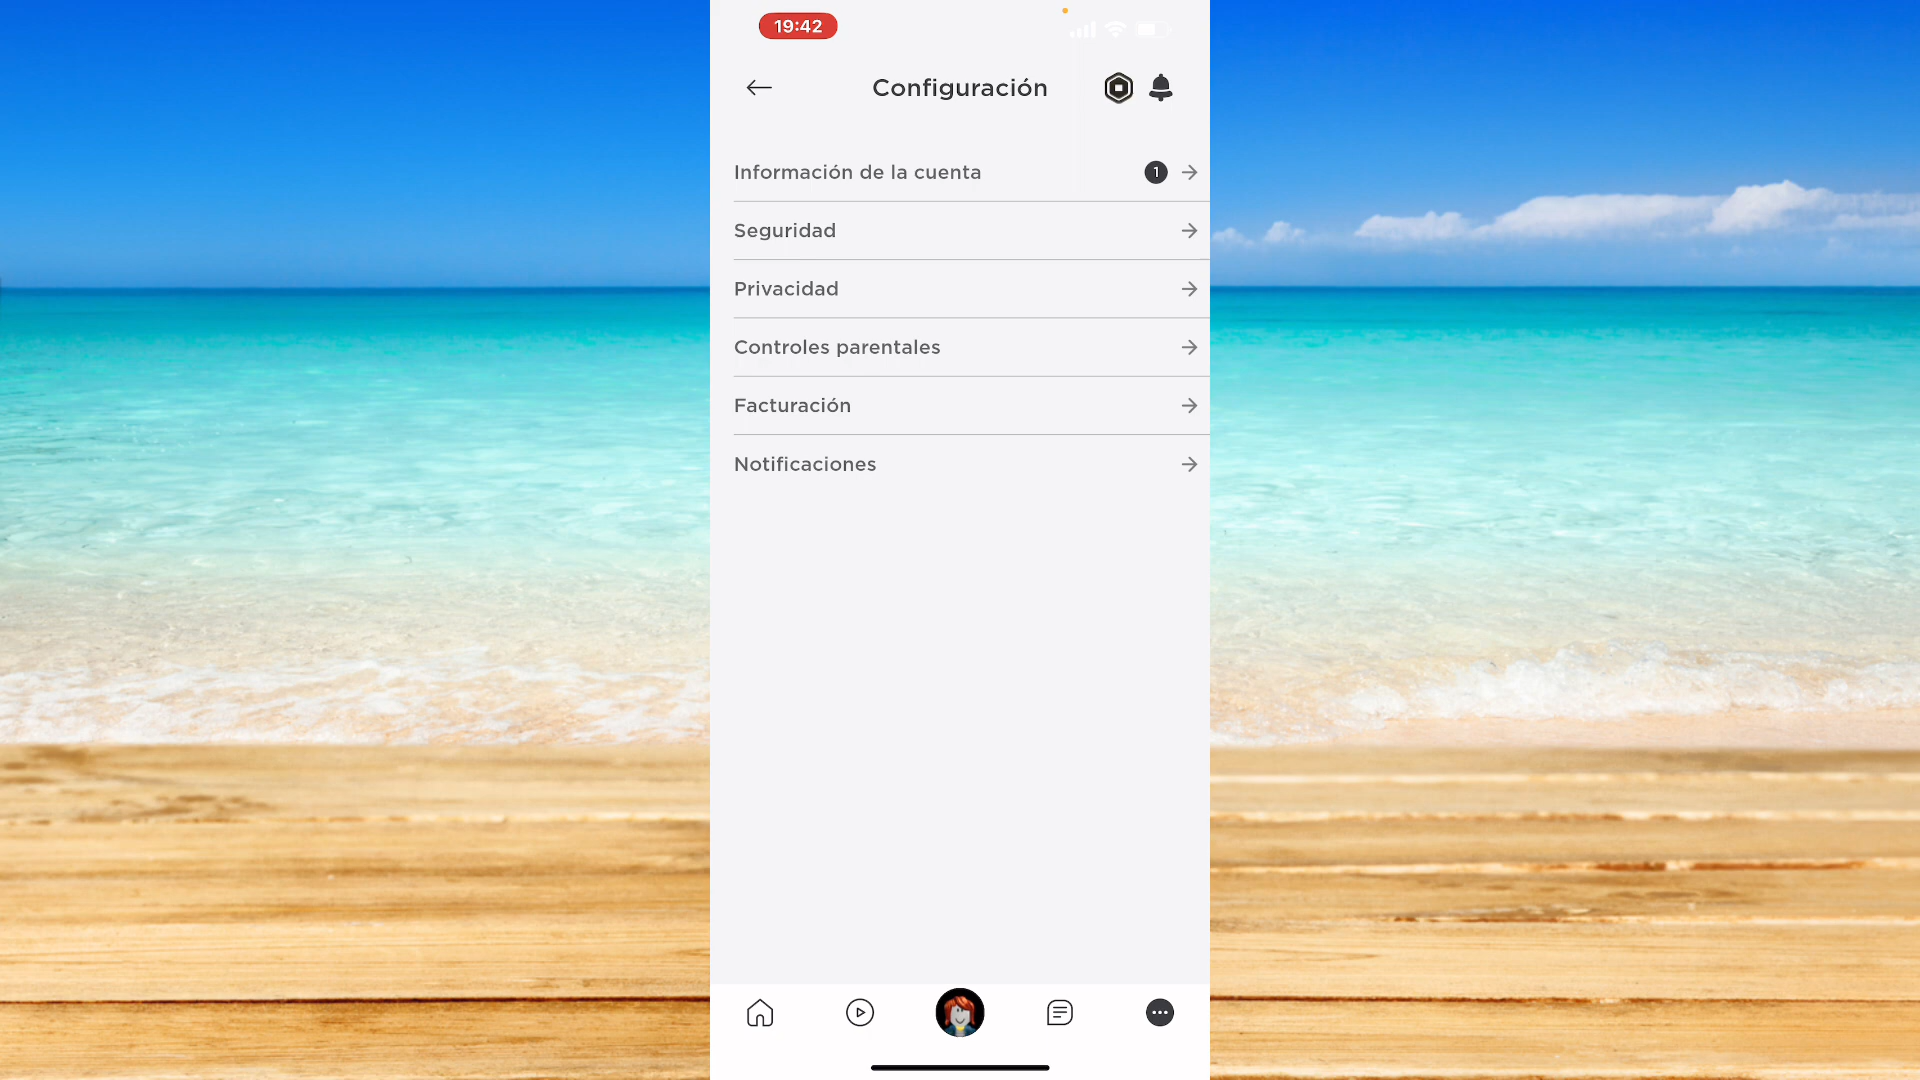 19:42
Configuración
Información de la cuenta 1
Seguridad
Privacidad
Controles parentales
Facturación
Notificaciones